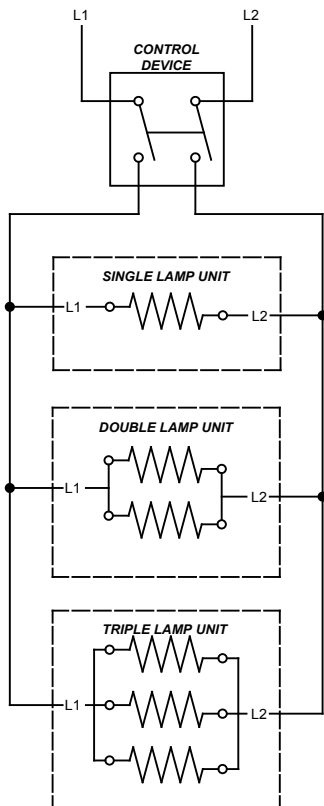 L1 L2
CONTROL
DEVICE
SINGLE LAMP UNIT
L1 L2
DOUBLE LAMP UNIT
L1 L2
TRIPLE LAMP UNIT
L1 L2